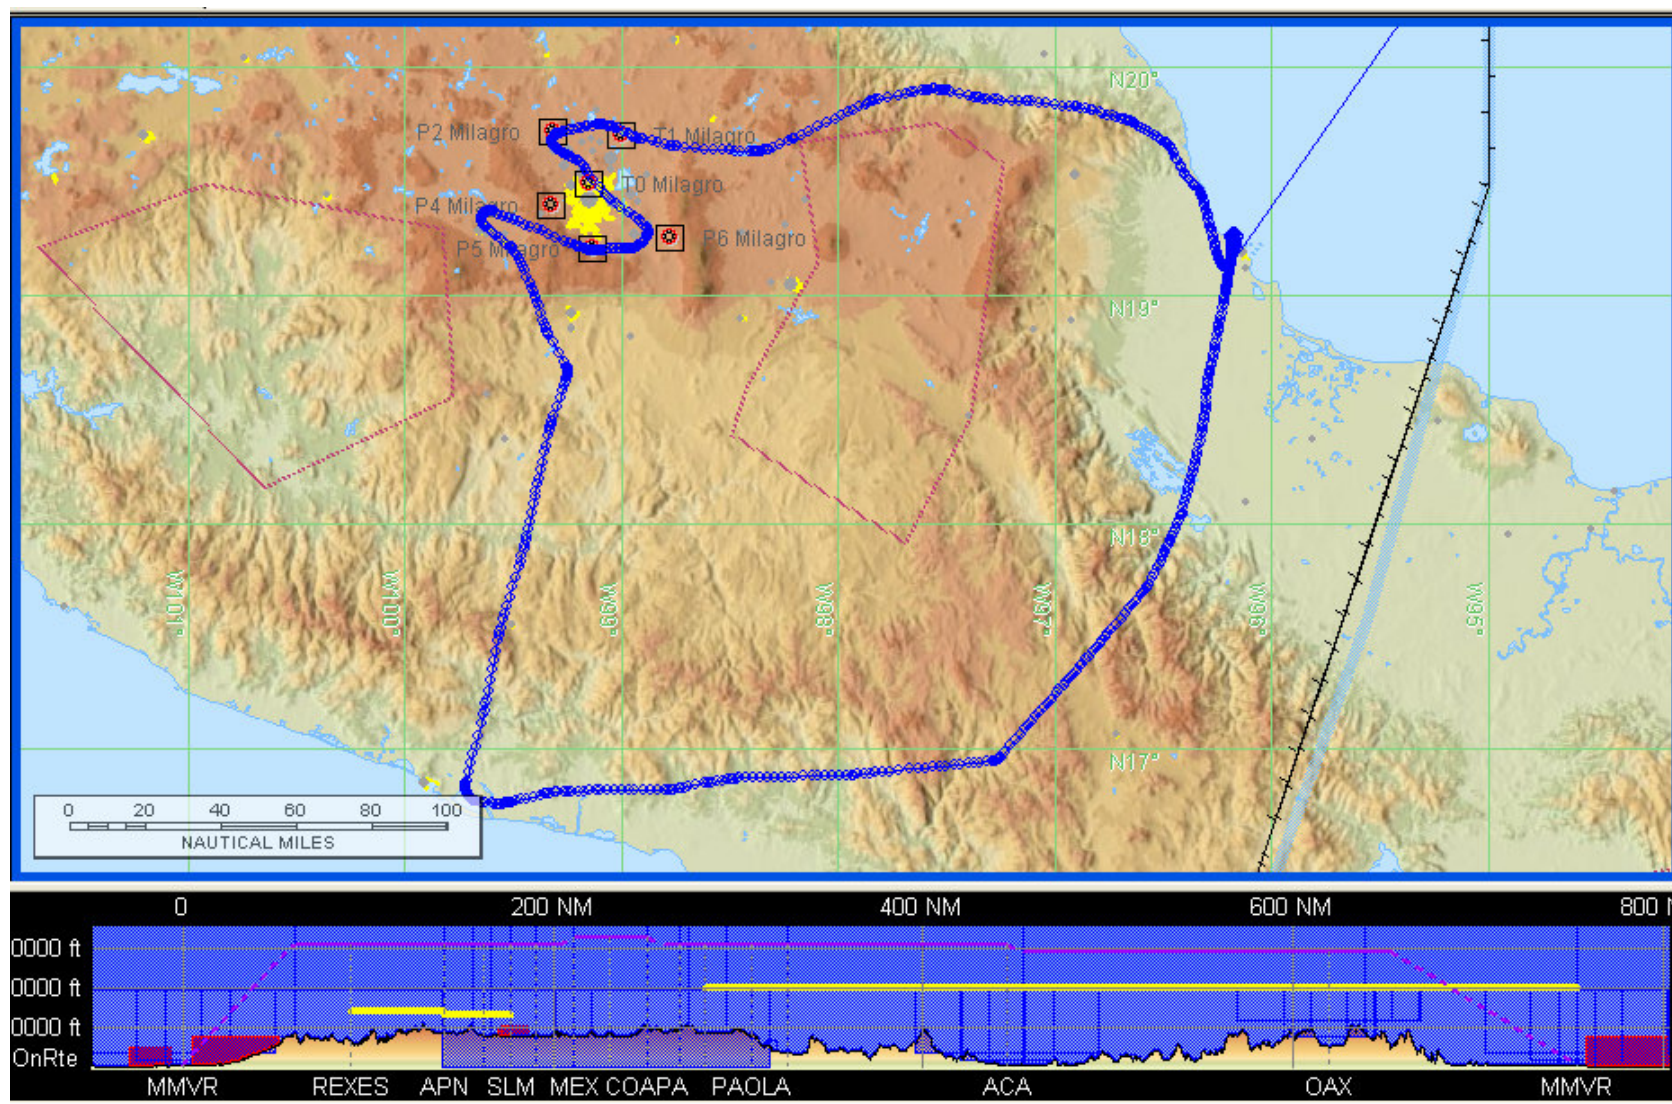 N20°
P2 Milagro
T1 Milagro
T0 Milagro
P4 Milagro
P5 Milagro
P6 Milagro
N19°
N18°
W101°
W100°
W99°
W98°
W97°
W96°
W95°
N17°
0 20 40 60 80 100
NAUTICAL MILES
0 200 NM 400 NM 600 NM 800
0000 ft
0000 ft
0000 ft
OnRte
MMVR REXES APN SLM MEX COAPA PAOLA ACA OAX MMVR